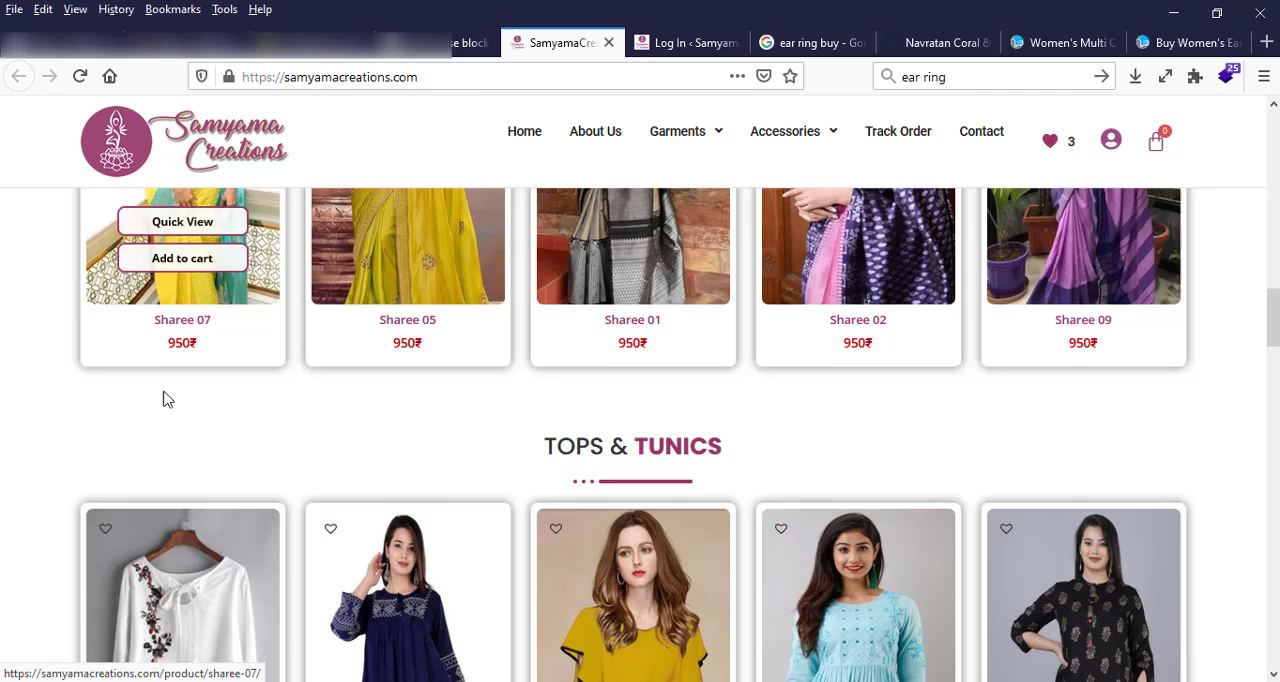 File Edit View History Bookmarks Tools Help
se block
SamyamaCre
Log In ‹ Samyam
ear ring buy - Go
Navratan Coral &
Women's Multi C
Buy Women's Ea
https://samyamacreations.com
ear ring
25
Samyama
Creations
Home About Us Garments Accessories Track Order Contact
3
0
Quick View
Add to cart
Sharee 07 Sharee 05 Sharee 01 Sharee 02 Sharee 09
950₹ 950₹ 950₹ 950₹ 950₹
TOPS & TUNICS
https://samyamacreations.com/product/sharee-07/